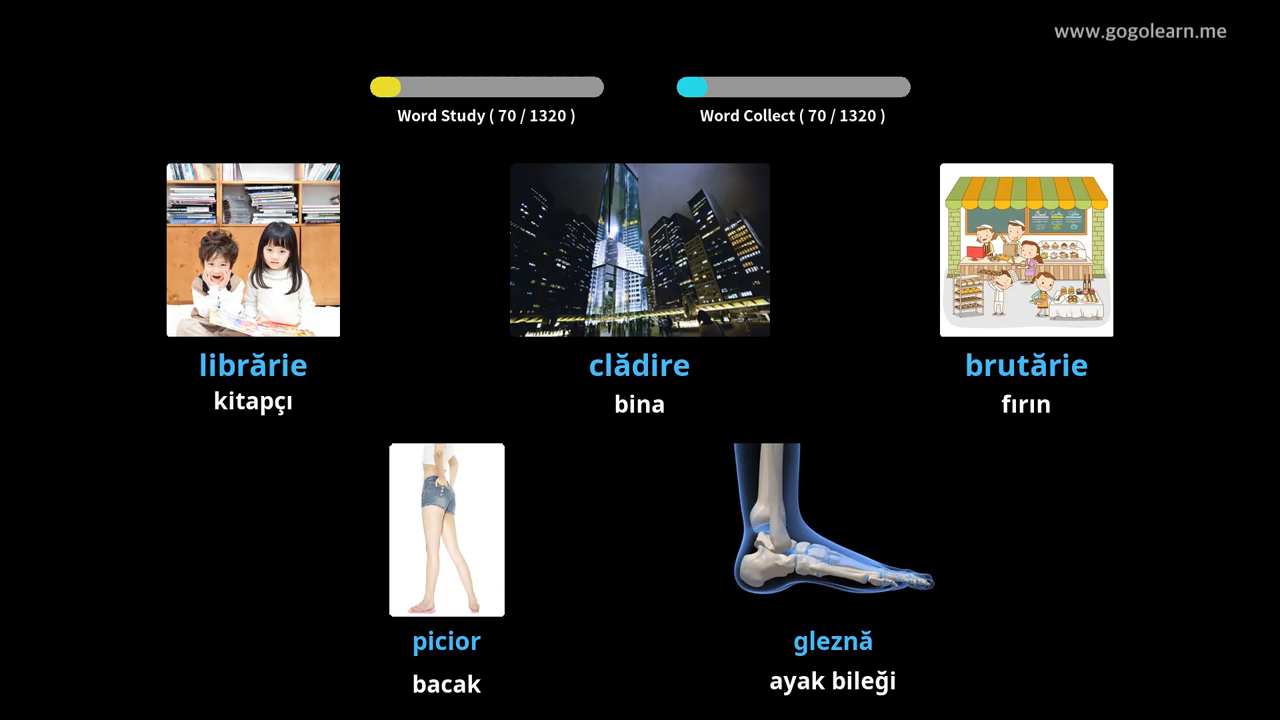 www.gogolearn.me
Word Study ( 70 / 1320 )
Word Collect ( 70 / 1320 )
librărie
kitapçı
clădire
bina
brutărie
fırın
picior
bacak
gleznă
ayak bileği